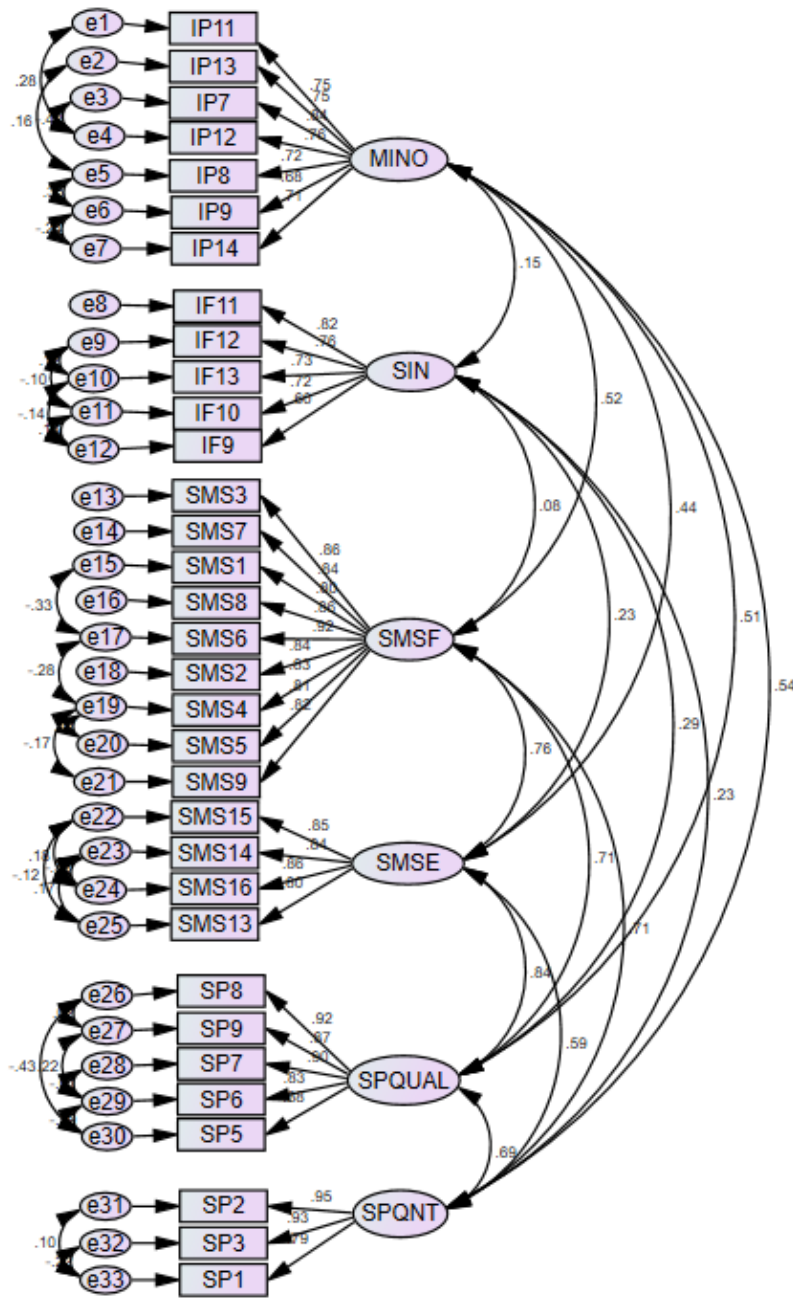 e1 IP11
e2 IP13
.75
.28 e3 IP7 .75
.16 e4 IP12 .76 MINO
e5 IP8 .72
e6 IP9 .68
e7 IP14 .71
.15
e8 IF11
e9 IF12 .82
.76
-.10 e10 IF13 .73 SIN
e11 IF10 .72
-.14
e12 IF9
.52
e13 SMS3 .08 .44
e14 SMS7
e15 SMS1 .86
.84
-.33 e16 SMS8 .86
e17 SMS6 .92 SMSF .23 .51
-.28 e18 SMS2 .84
e19 SMS4 .83
.81
-.17 e20 SMS5 .82 .54
e21 SMS9 .76 .29
e22 SMS15 .23
.85
e23 SMS14 .84
-.12 e24 SMS16 .86 SMSE .71
e25 SMS13 .80
.71
.84
e26 SP8
e27 SP9 .92
-.43 .22 e28 SP7 .59
e29 SP6 .83 SPQUAL
e30 SP5
.69
e31 SP2 .95
.93
.10 e32 SP3 SPQNT
e33 SP1